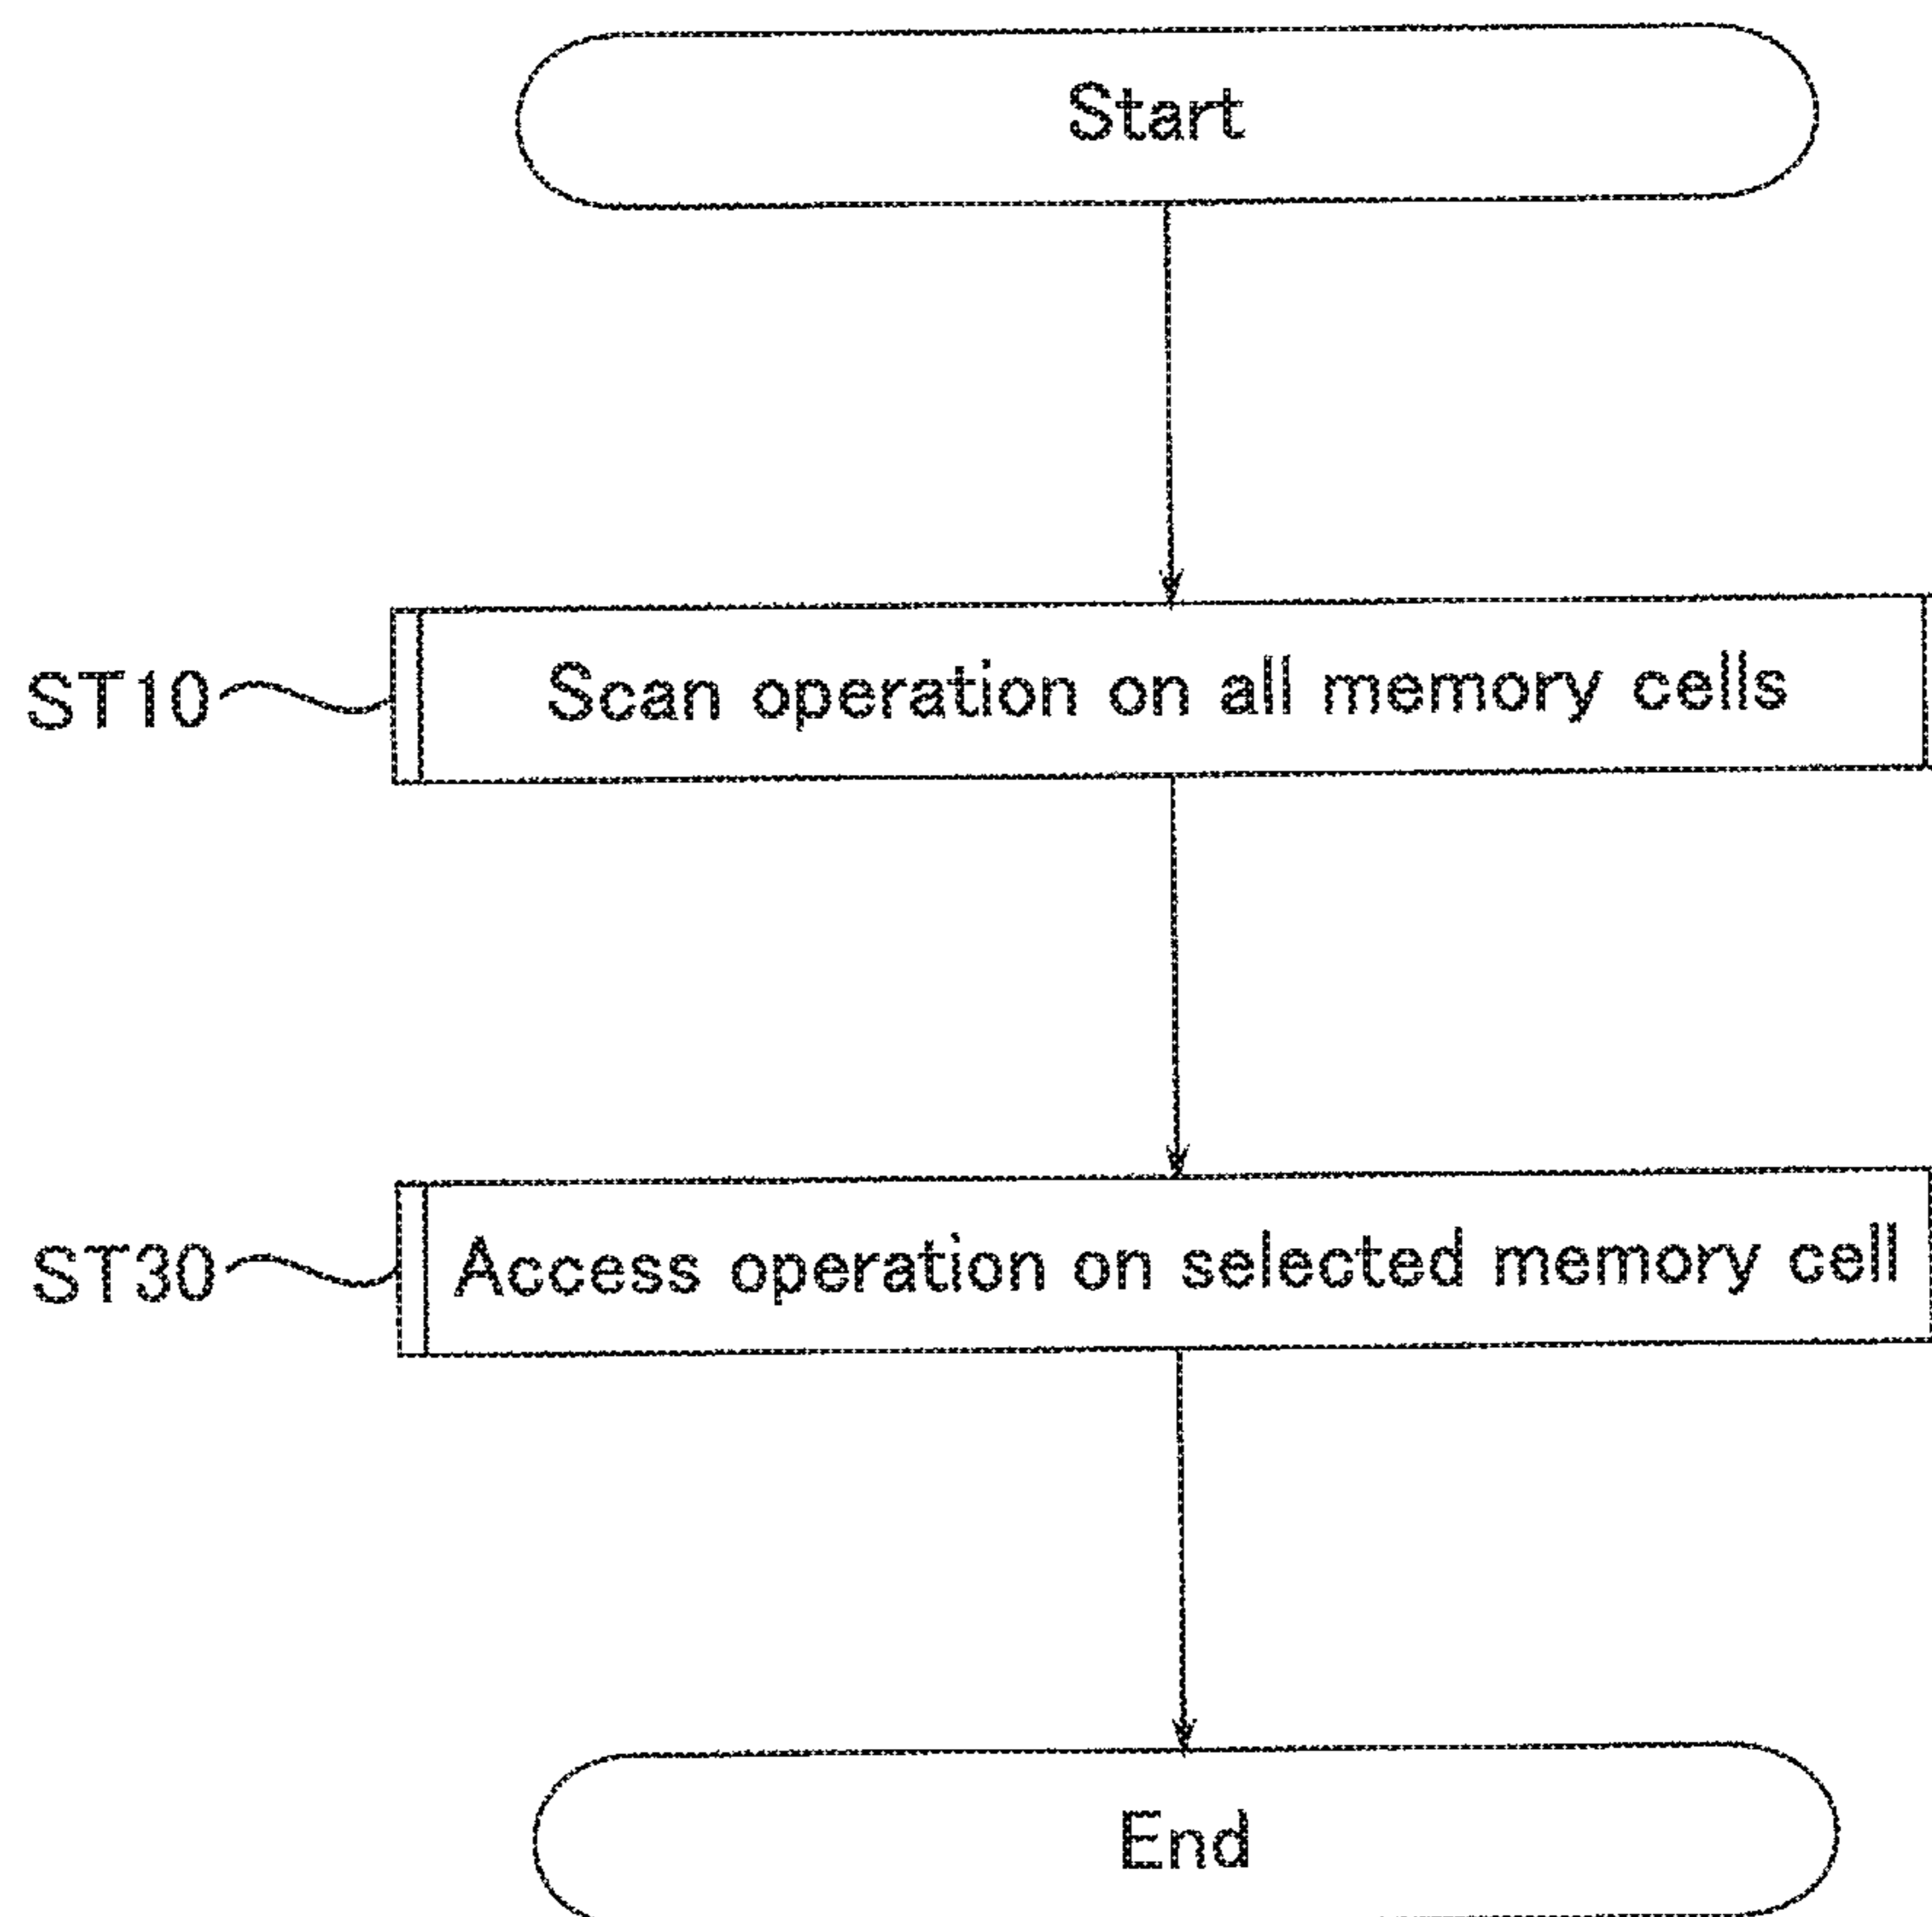 Start
ST10
Scan operation on all memory cells
ST30
Access operation on selected memory cell
End